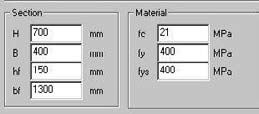 Section
H 700 mm
B 400 mm
hf 150 mm
bf 1300 mm
Material
fc 21 MPa
fy 400 MPa
fys 400 MPa